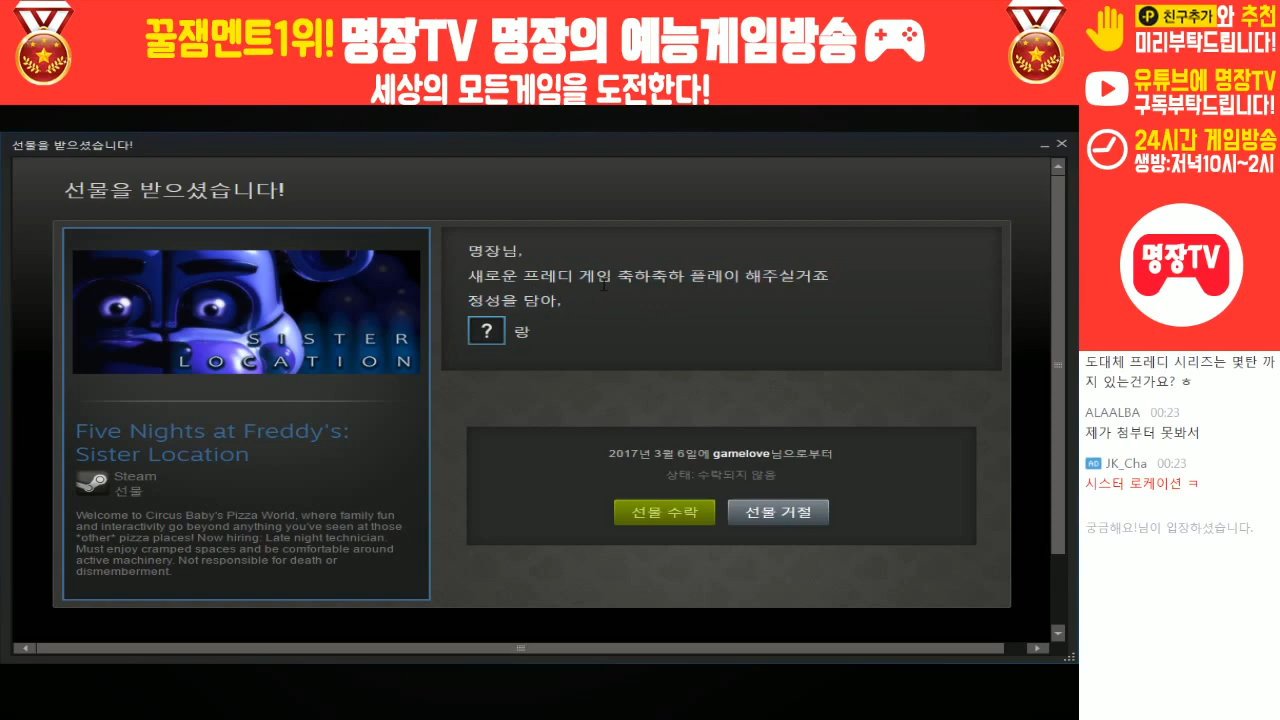 꿀잼멘트1위! 명장TV 명장의 예능게임방송
세상의 모든게임을 도전한다!
친구추가와 추천
미리부탁드립니다!
유튜브에 명장TV
구독부탁드립니다!
24시간 게임방송
생방:저녁10시~2시
명장TV
선물을 받으셨습니다!
선물을 받으셨습니다!
SISTER
LOCATION
Five Nights at Freddy's:
Sister Location
Steam
선물
Welcome to Circus Baby's Pizza World, where family fun
and interactivity go beyond anything you've seen at those
*other* pizza places! Now hiring: Late night technician.
Must enjoy cramped spaces and be comfortable around
active machinery. Not responsible for death or
dismemberment.
명장님,
새로운 프레디 게임 축하축하 플레이 해주실거죠
정성을 담아,
? 랑
2017년 3월 6일에 gamelove님으로부터
상태: 수락되지 않음
선물 수락
선물 거절
도대체 프레디 시리즈는 몇탄 까
지 있는건가요? ㅎ
ALAALBA 00:23
제가 첨부터 못봐서
AD JK_Cha 00:23
시스터 로케이션 ㅋ
궁금해요!님이 입장하셨습니다.